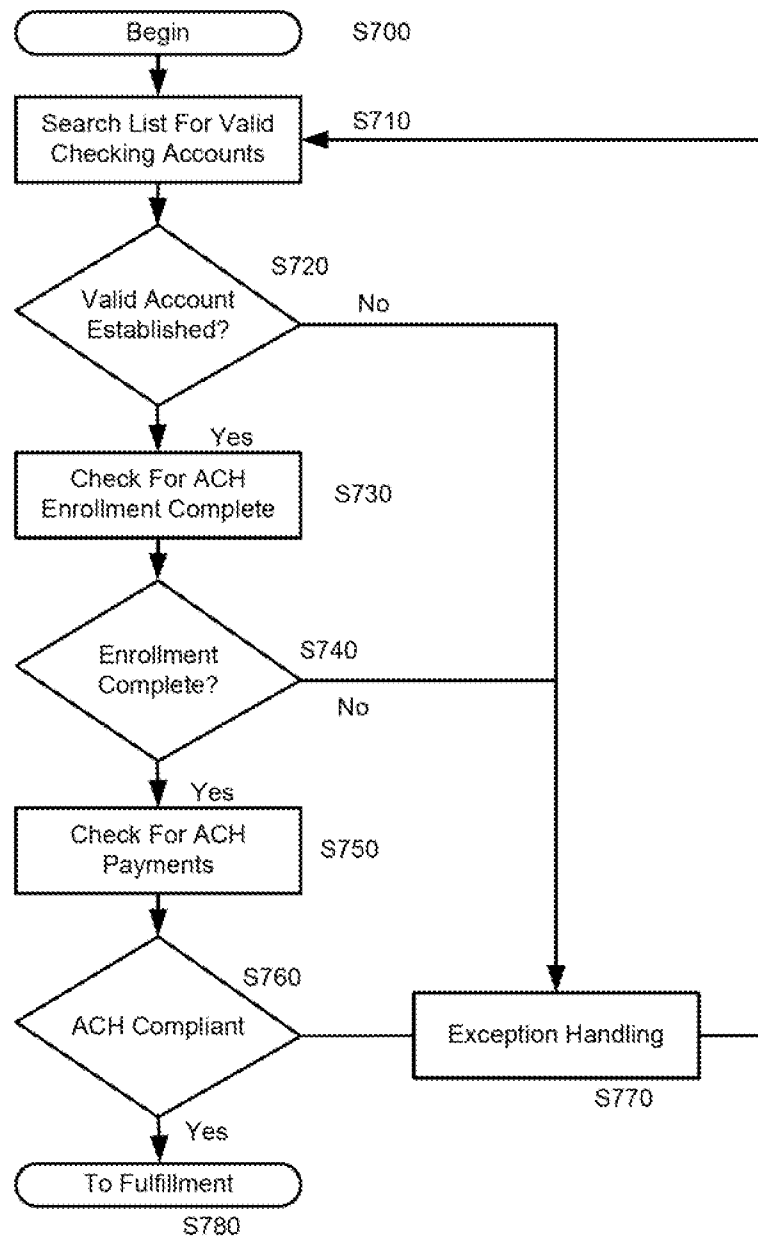 Begin
S700
Search List For Valid
Checking Accounts
S710
S720
Valid Account
Established?
No
Yes
Check For ACH
Enrollment Complete
S730
Enrollment
Complete?
S740
No
Yes
Check For ACH
Payments
S750
S760
ACH Compliant
Exception Handling
S770
Yes
To Fulfillment
S780